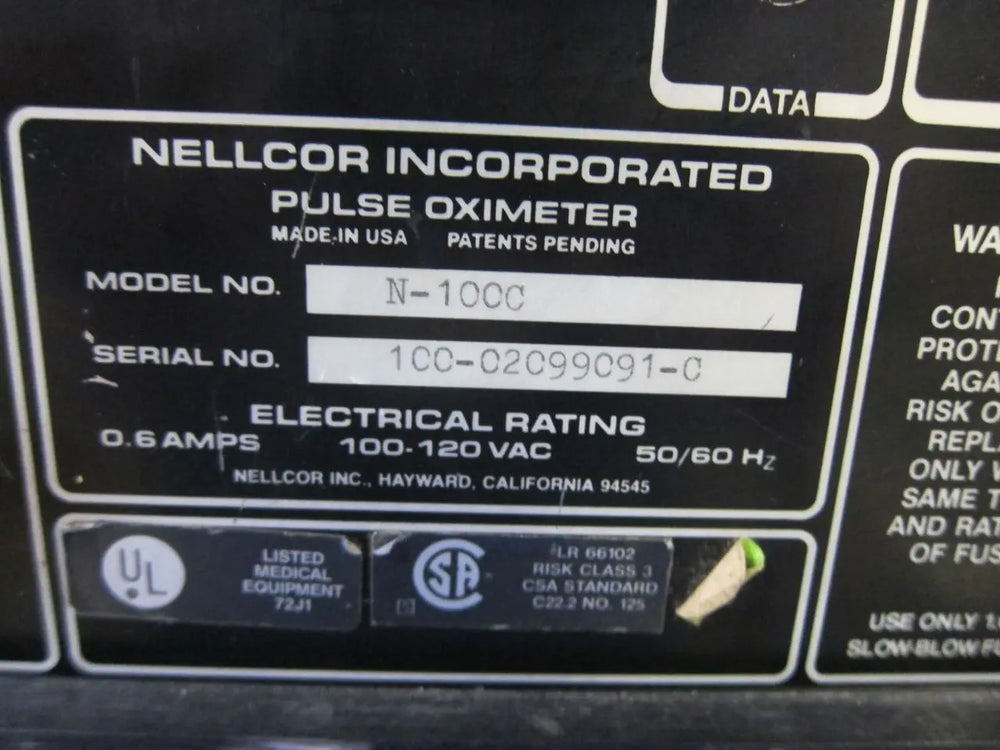 DATA
NELLCOR INCORPORATED
PULSE OXIMETER
MADE IN USA PATENTS PENDING
MODEL NO. N-100C
SERIAL NO. 100-02099091-0
ELECTRICAL RATING
0.6 AMPS 100-120 VAC 50/60 Hz
NELLCOR INC., HAYWARD, CALIFORNIA 94545
UL
LISTED
MEDICAL
EQUIPMENT
72J1
CSA
LR 66102
RISK CLASS 3
CSA STANDARD
C22.2 NO. 125
WA
CONT
PROTE
AGA
RISK O
REPL
ONLY W
SAME T
AND RAT
OF FUS
USE ONLY
SLOW-BLOW FU